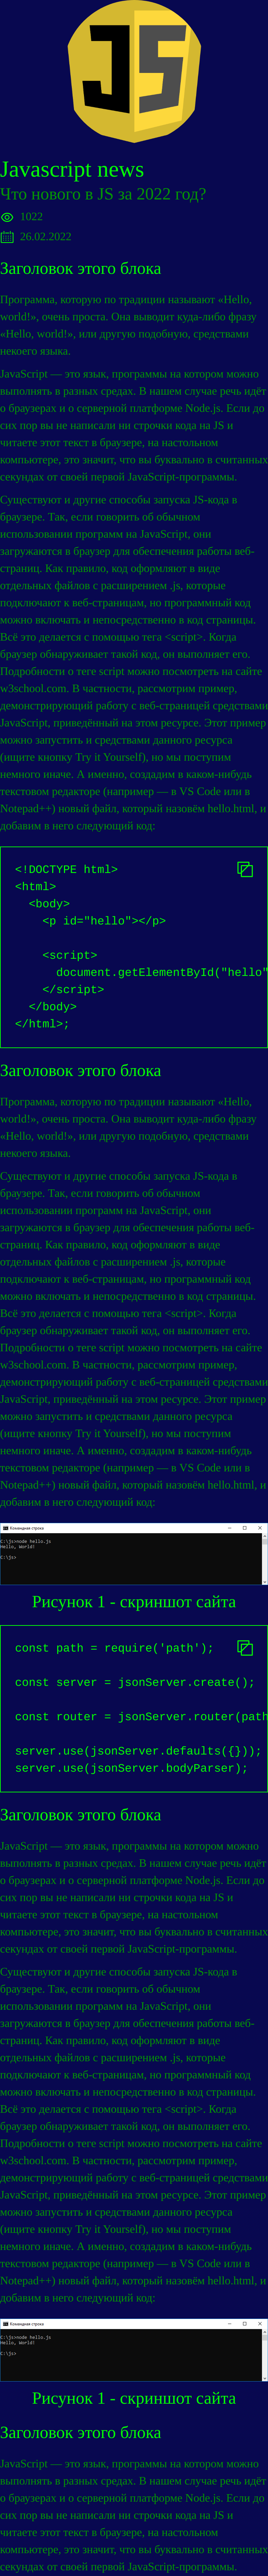 JS
Javascript news
Что нового в JS за 2022 год?
1022
26.02.2022
Заголовок этого блока
Программа, которую по традиции называют «Hello,
world!», очень проста. Она выводит куда-либо фразу
«Hello, world!», или другую подобную, средствами
некоего языка.
JavaScript — это язык, программы на котором можно
выполнять в разных средах. В нашем случае речь идёт
о браузерах и о серверной платформе Node.js. Если до
сих пор вы не написали ни строчки кода на JS и
читаете этот текст в браузере, на настольном
компьютере, это значит, что вы буквально в считанных
секундах от своей первой JavaScript-программы.
Существуют и другие способы запуска JS-кода в
браузере. Так, если говорить об обычном
использовании программ на JavaScript, они
загружаются в браузер для обеспечения работы веб-
страниц. Как правило, код оформляют в виде
отдельных файлов с расширением .js, которые
подключают к веб-страницам, но программный код
можно включать и непосредственно в код страницы.
Всё это делается с помощью тега <script>. Когда
браузер обнаруживает такой код, он выполняет его.
Подробности о теге script можно посмотреть на сайте
w3school.com. В частности, рассмотрим пример,
демонстрирующий работу с веб-страницей средствами
JavaScript, приведённый на этом ресурсе. Этот пример
можно запустить и средствами данного ресурса
(ищите кнопку Try it Yourself), но мы поступим
немного иначе. А именно, создадим в каком-нибудь
текстовом редакторе (например — в VS Code или в
Notepad++) новый файл, который назовём hello.html, и
добавим в него следующий код:
<!DOCTYPE html>
<html>
<body>
<p id="hello"></p>
<script>
document.getElementById("hello"
</script>
</body>
</html>;
Заголовок этого блока
Программа, которую по традиции называют «Hello,
world!», очень проста. Она выводит куда-либо фразу
«Hello, world!», или другую подобную, средствами
некоего языка.
Существуют и другие способы запуска JS-кода в
браузере. Так, если говорить об обычном
использовании программ на JavaScript, они
загружаются в браузер для обеспечения работы веб-
страниц. Как правило, код оформляют в виде
отдельных файлов с расширением .js, которые
подключают к веб-страницам, но программный код
можно включать и непосредственно в код страницы.
Всё это делается с помощью тега <script>. Когда
браузер обнаруживает такой код, он выполняет его.
Подробности о теге script можно посмотреть на сайте
w3school.com. В частности, рассмотрим пример,
демонстрирующий работу с веб-страницей средствами
JavaScript, приведённый на этом ресурсе. Этот пример
можно запустить и средствами данного ресурса
(ищите кнопку Try it Yourself), но мы поступим
немного иначе. А именно, создадим в каком-нибудь
текстовом редакторе (например — в VS Code или в
Notepad++) новый файл, который назовём hello.html, и
добавим в него следующий код:
Командная строка
C:\js>node hello.js
Hello, World!
C:\js>
Рисунок 1 - скриншот сайта
const path = require('path');
const server = jsonServer.create();
const router = jsonServer.router(path
server.use(jsonServer.defaults({}));
server.use(jsonServer.bodyParser);
Заголовок этого блока
JavaScript — это язык, программы на котором можно
выполнять в разных средах. В нашем случае речь идёт
о браузерах и о серверной платформе Node.js. Если до
сих пор вы не написали ни строчки кода на JS и
читаете этот текст в браузере, на настольном
компьютере, это значит, что вы буквально в считанных
секундах от своей первой JavaScript-программы.
Существуют и другие способы запуска JS-кода в
браузере. Так, если говорить об обычном
использовании программ на JavaScript, они
загружаются в браузер для обеспечения работы веб-
страниц. Как правило, код оформляют в виде
отдельных файлов с расширением .js, которые
подключают к веб-страницам, но программный код
можно включать и непосредственно в код страницы.
Всё это делается с помощью тега <script>. Когда
браузер обнаруживает такой код, он выполняет его.
Подробности о теге script можно посмотреть на сайте
w3school.com. В частности, рассмотрим пример,
демонстрирующий работу с веб-страницей средствами
JavaScript, приведённый на этом ресурсе. Этот пример
можно запустить и средствами данного ресурса
(ищите кнопку Try it Yourself), но мы поступим
немного иначе. А именно, создадим в каком-нибудь
текстовом редакторе (например — в VS Code или в
Notepad++) новый файл, который назовём hello.html, и
добавим в него следующий код:
Командная строка
C:\js>node hello.js
Hello, World!
C:\js>
Рисунок 1 - скриншот сайта
Заголовок этого блока
JavaScript — это язык, программы на котором можно
выполнять в разных средах. В нашем случае речь идёт
о браузерах и о серверной платформе Node.js. Если до
сих пор вы не написали ни строчки кода на JS и
читаете этот текст в браузере, на настольном
компьютере, это значит, что вы буквально в считанных
секундах от своей первой JavaScript-программы.